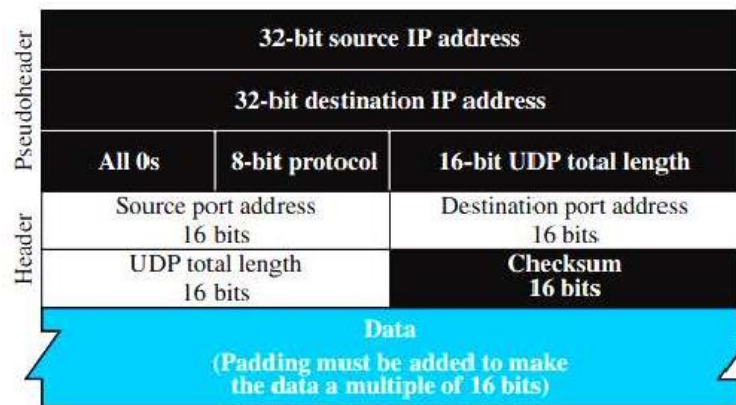 Pseudoheader
32-bit source IP address
32-bit destination IP address
All 0s 8-bit protocol 16-bit UDP total length
Header
Source port address Destination port address
16 bits 16 bits
UDP total length Checksum
16 bits 16 bits
Data
(Padding must be added to make
the data a multiple of 16 bits)